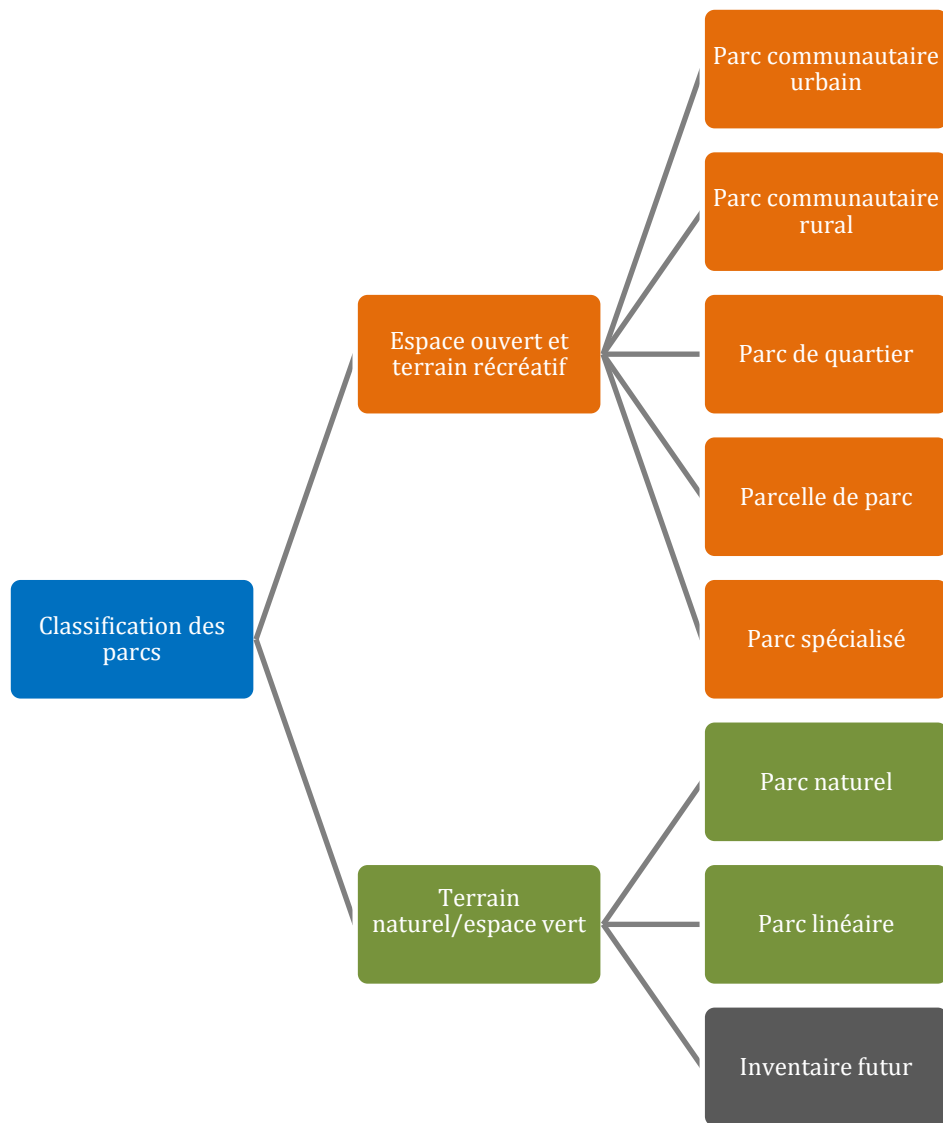 Parc communautaire
urbain
Parc communautaire
rural
Espace ouvert et
terrain récréatif
Parc de quartier
Parcelle de parc
Classification des
parcs
Parc spécialisé
Parc naturel
Terrain
naturel/espace vert
Parc linéaire
Inventaire futur